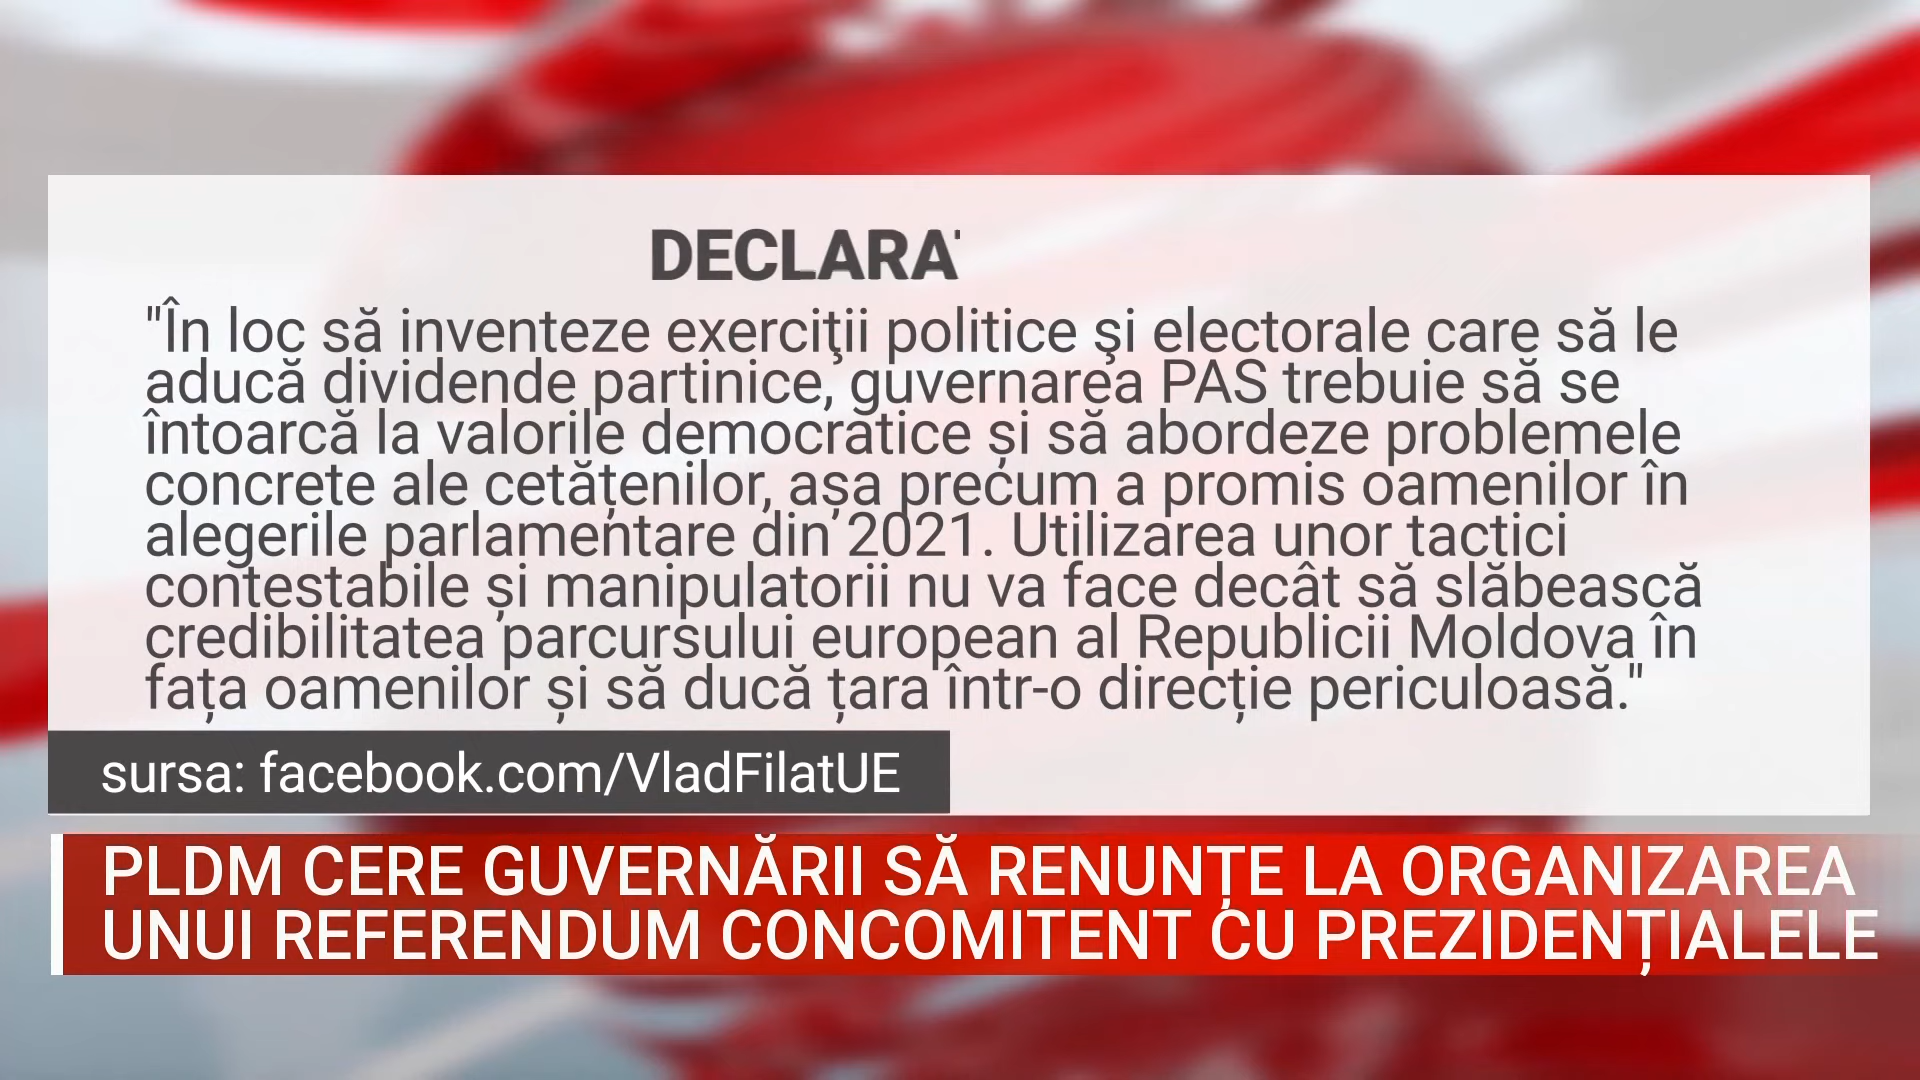 DECLARA
"În loc să inventeze exerciţii politice şi electorale care să le
aducă dividende partinice, guvernarea PAS trebuie să se
întoarcă la valorile democratice și să abordeze problemele
concrete ale cetățenilor, așa precum a promis oamenilor în
alegerile parlamentare din 2021. Utilizarea unor tactici
contestabile și manipulatorii nu va face decât să slăbească
credibilitatea parcursului european al Republicii Moldova în
fața oamenilor și să ducă țara într-o direcție periculoasă."
sursa: facebook.com/VladFilatUE
PLDM CERE GUVERNĂRII SĂ RENUNȚE LA ORGANIZAREA
UNUI REFERENDUM CONCOMITENT CU PREZIDENȚIALELE